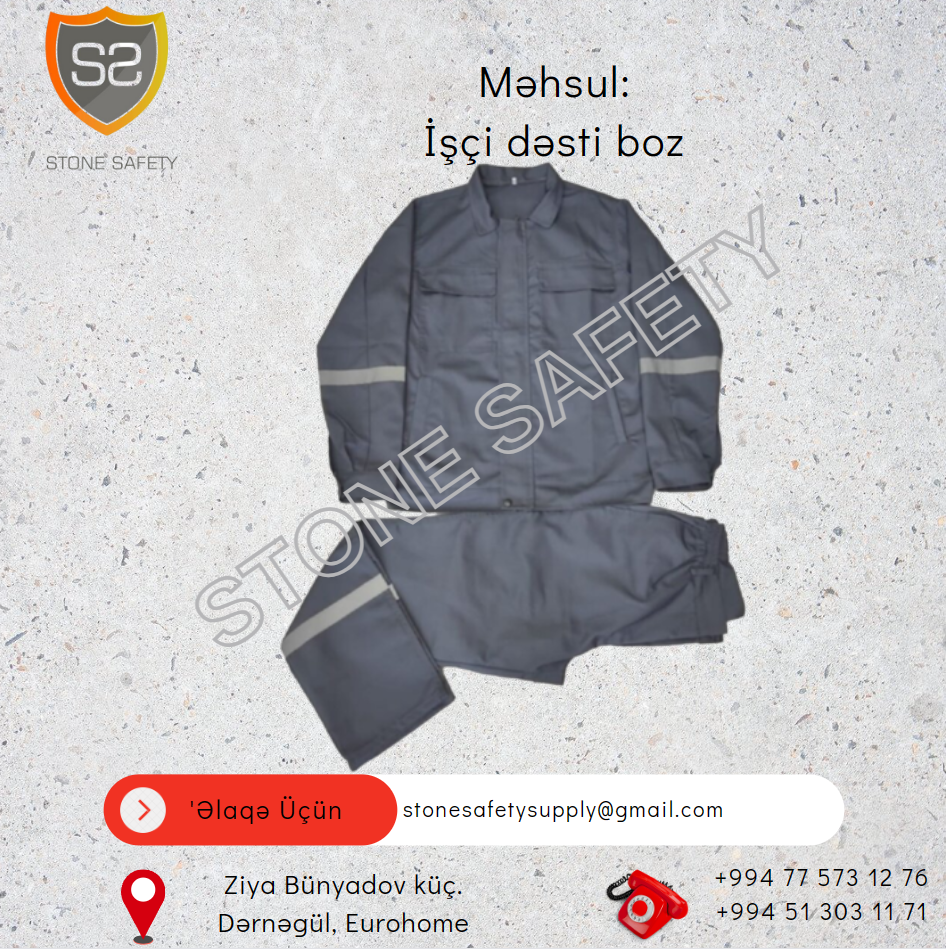 SS
STONE SAFETY
Məhsul:
İşçi dəsti boz
STONE SAFETY
'Əlaqə Üçün
stonesafetysupply@gmail.com
Ziya Bünyadov küç.
Dərnəgül, Eurohome
+994 77 573 12 76
+994 51 303 11 71